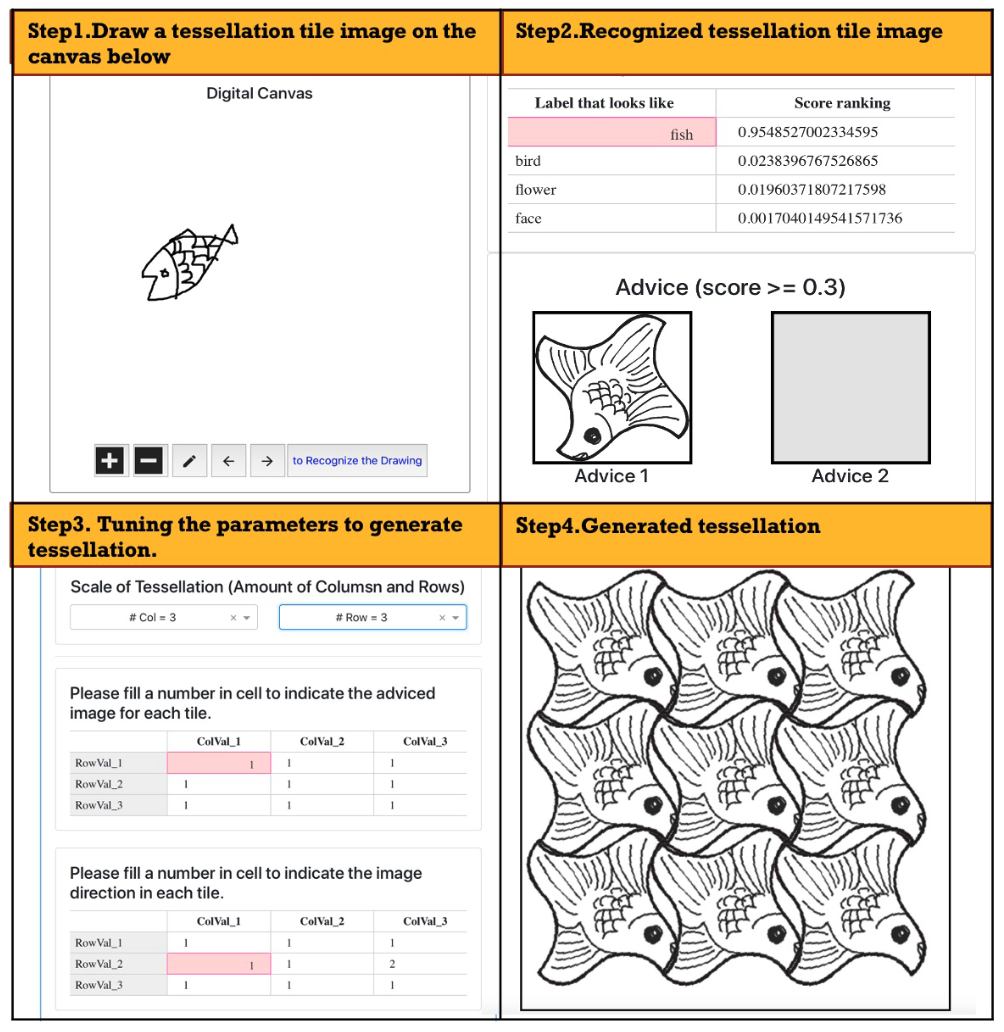 Step1.Draw a tessellation tile image on the
canvas below
Digital Canvas
to Recognize the Drawing
Step2.Recognized tessellation tile image
Label that looks like Score ranking
fish 0.9548527002334595
bird 0.0238396767526865
flower 0.01960371807217598
face 0.0017040149541571736
Advice (score >= 0.3)
Advice 1 Advice 2
Step3. Tuning the parameters to generate
tessellation.
Scale of Tessellation (Amount of Columsn and Rows)
# Col = 3 × # Row = 3 ×
Please fill a number in cell to indicate the adviced
image for each tile.
ColVal_1 ColVal_2 ColVal_3
RowVal_1 1 1 1
RowVal_2 1 1 1
RowVal_3 1 1 1
Please fill a number in cell to indicate the image
direction in each tile.
ColVal_1 ColVal_2 ColVal_3
RowVal_1 1 1 1
RowVal_2 1 1 2
RowVal_3 1 1 1
Step4.Generated tessellation